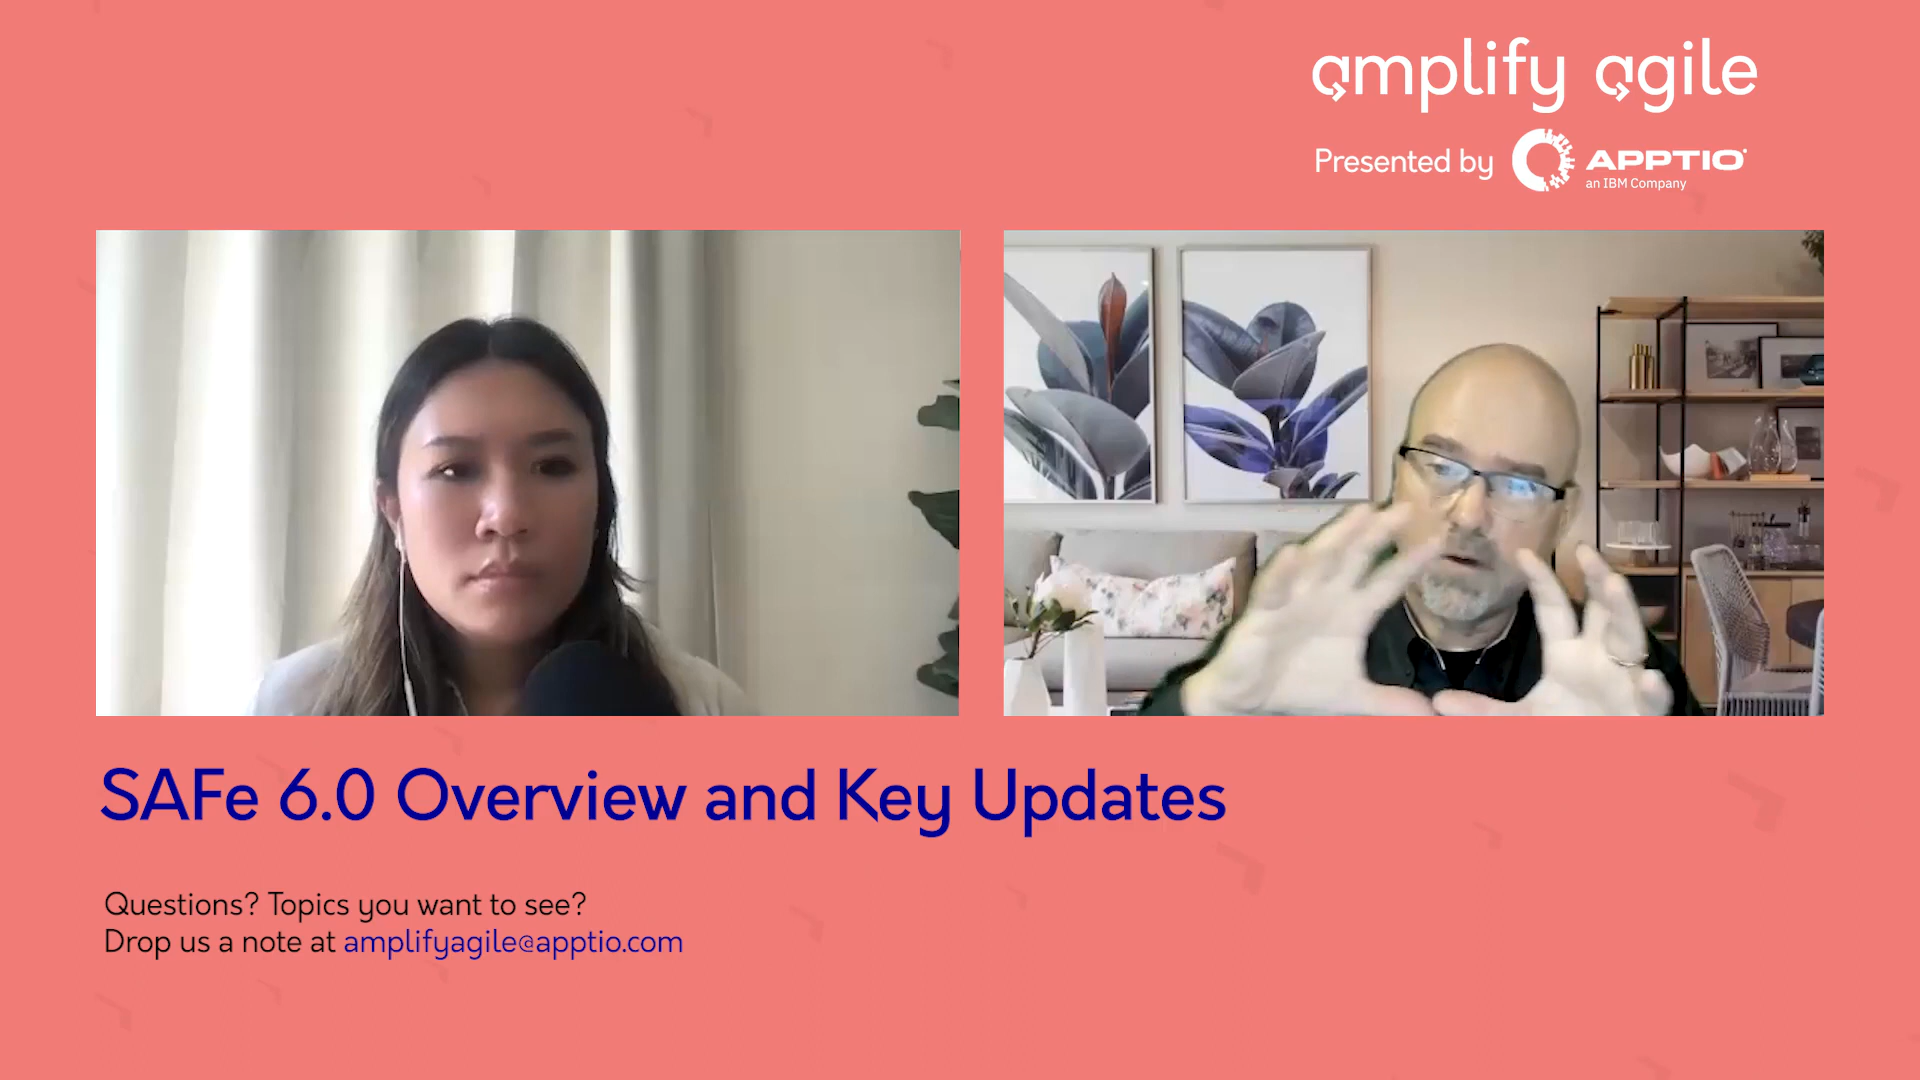 amplify agile
Presented by APPTIO
an IBM Company
SAFe 6.0 Overview and Key Updates
Questions? Topics you want to see?
Drop us a note at amplifyagile@apptio.com